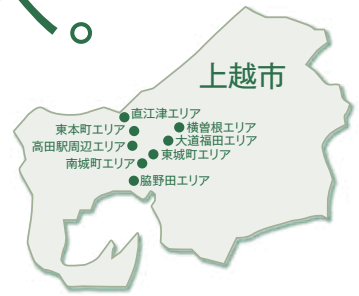 上越市
直江津エリア
東本町エリア
横曽根エリア
高田駅周辺エリア
大道福田エリア
南城町エリア
東城町エリア
脇野田エリア